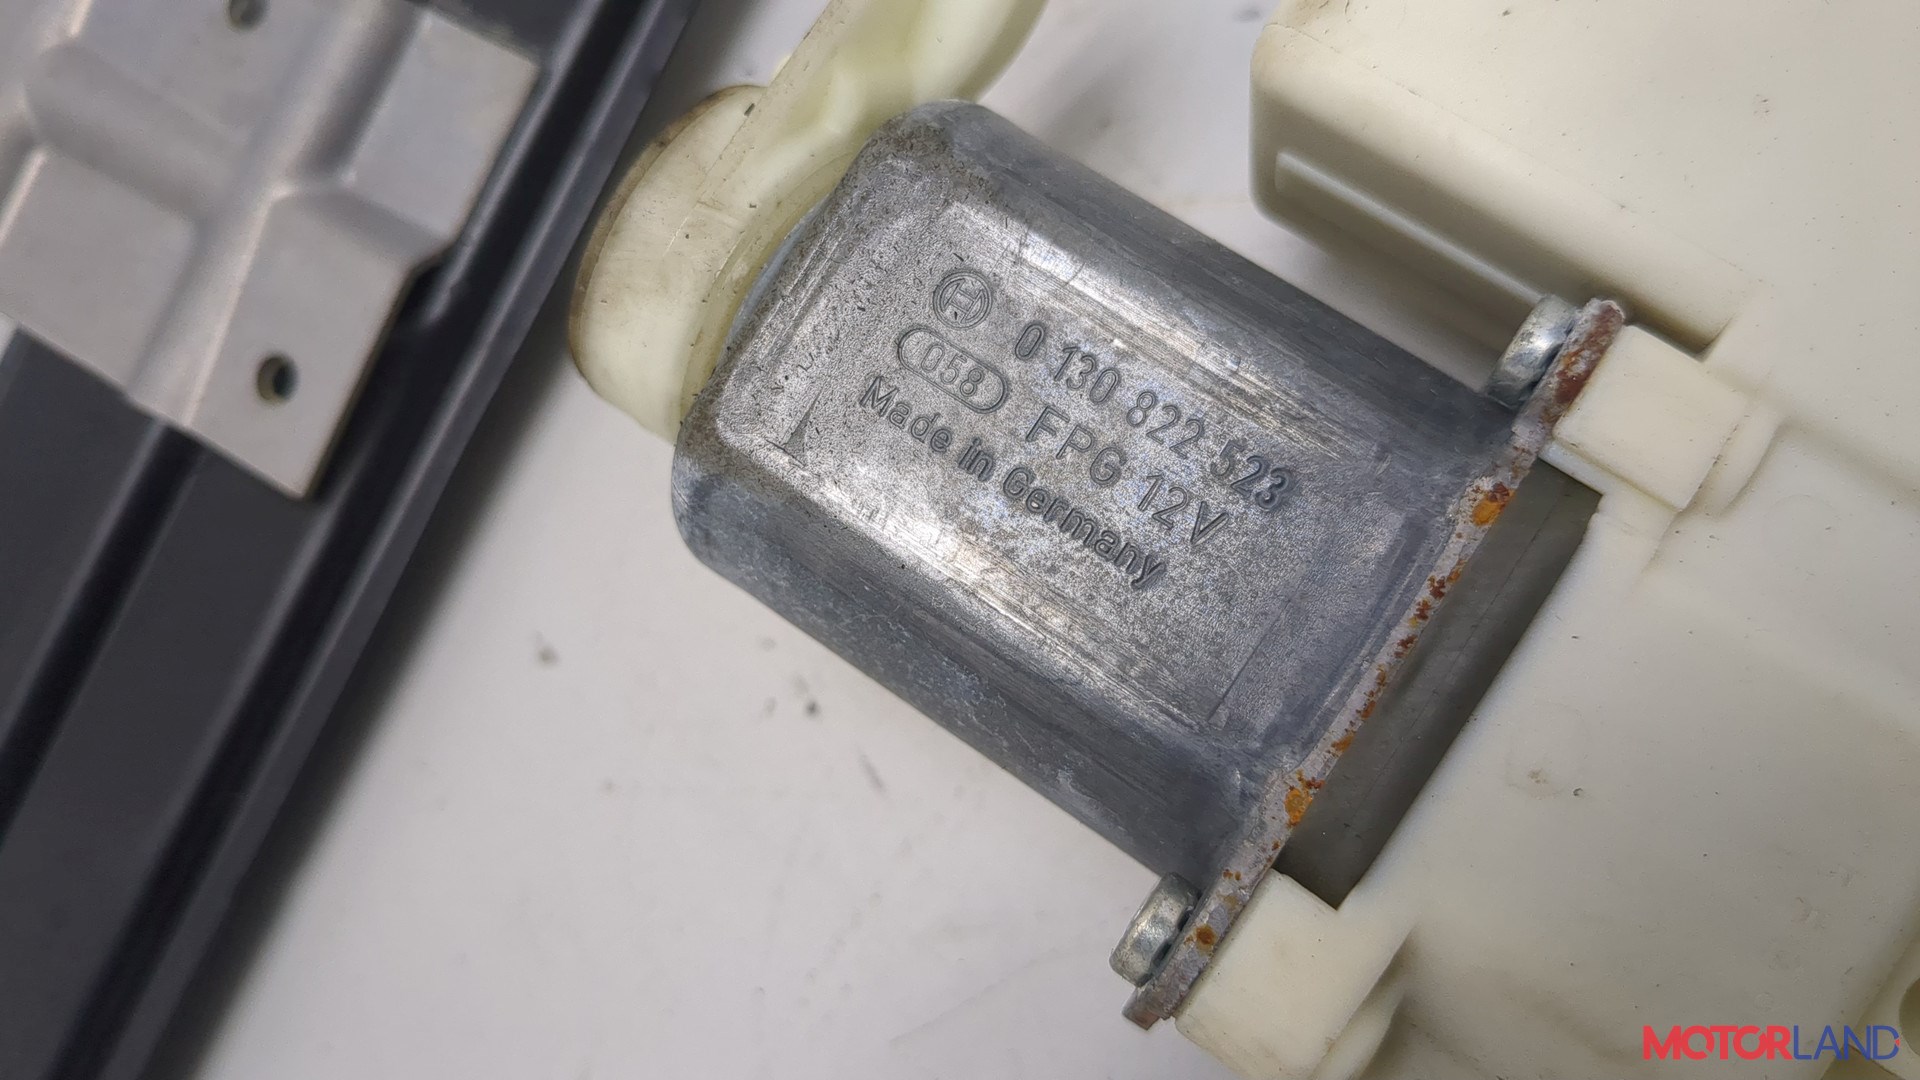 0 130 822 523
058 FPG 12V
Made in Germany
MOTORLAND